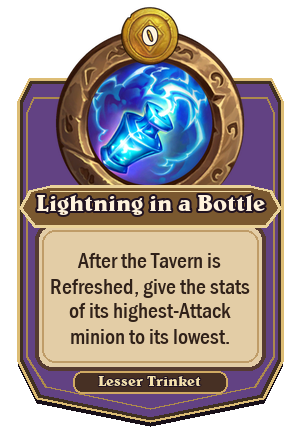 0
Lightning in a Bottle
After the Tavern is
Refreshed, give the stats
of its highest-Attack
minion to its lowest.
Lesser Trinket